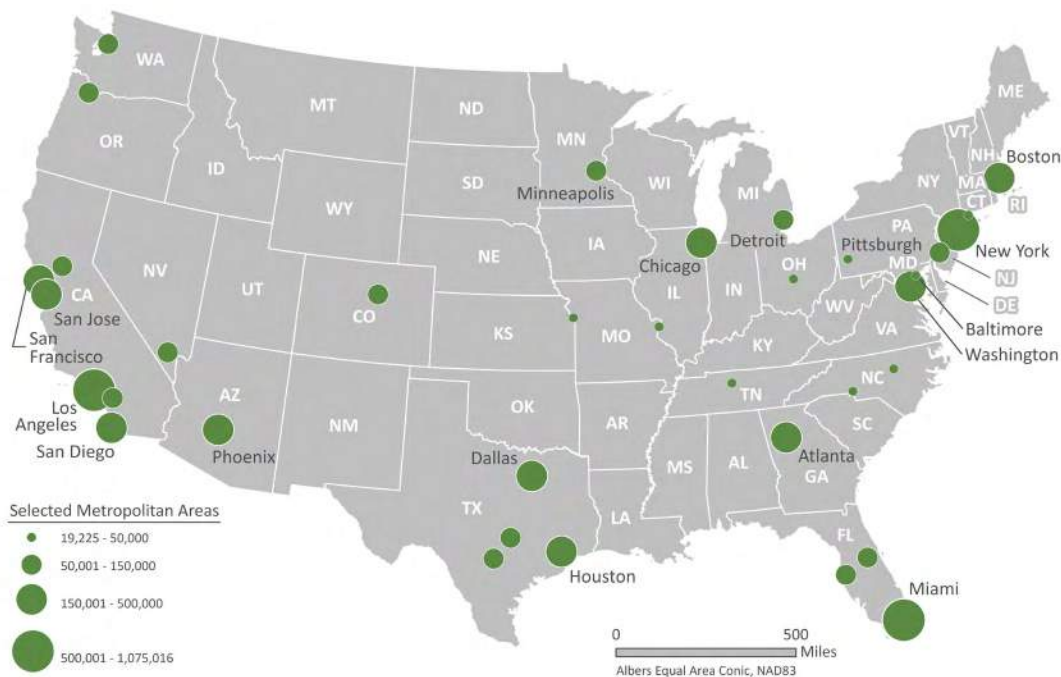 WA
MT
ND
MN
ME
VT
NH
Boston
OR
ID
SD
Minneapolis
WI
MI
NY
MA
CT
RI
WY
IA
Detroit
PA
Pittsburgh
New York
NE
Chicago
OH
MD
NJ
NV
UT
CO
IL
IN
WV
DE
CA
San Jose
KS
MO
KY
VA
Baltimore
Washington
San
Francisco
AZ
NM
OK
AR
TN
NC
SC
Los
Angeles
San Diego
Phoenix
Dallas
MS
AL
Atlanta
GA
TX
LA
FL
Houston
Miami
Selected Metropolitan Areas
19,225 - 50,000
50,001 - 150,000
150,001 - 500,000
500,001 - 1,075,016
0 500
Miles
Albers Equal Area Conic, NAD83